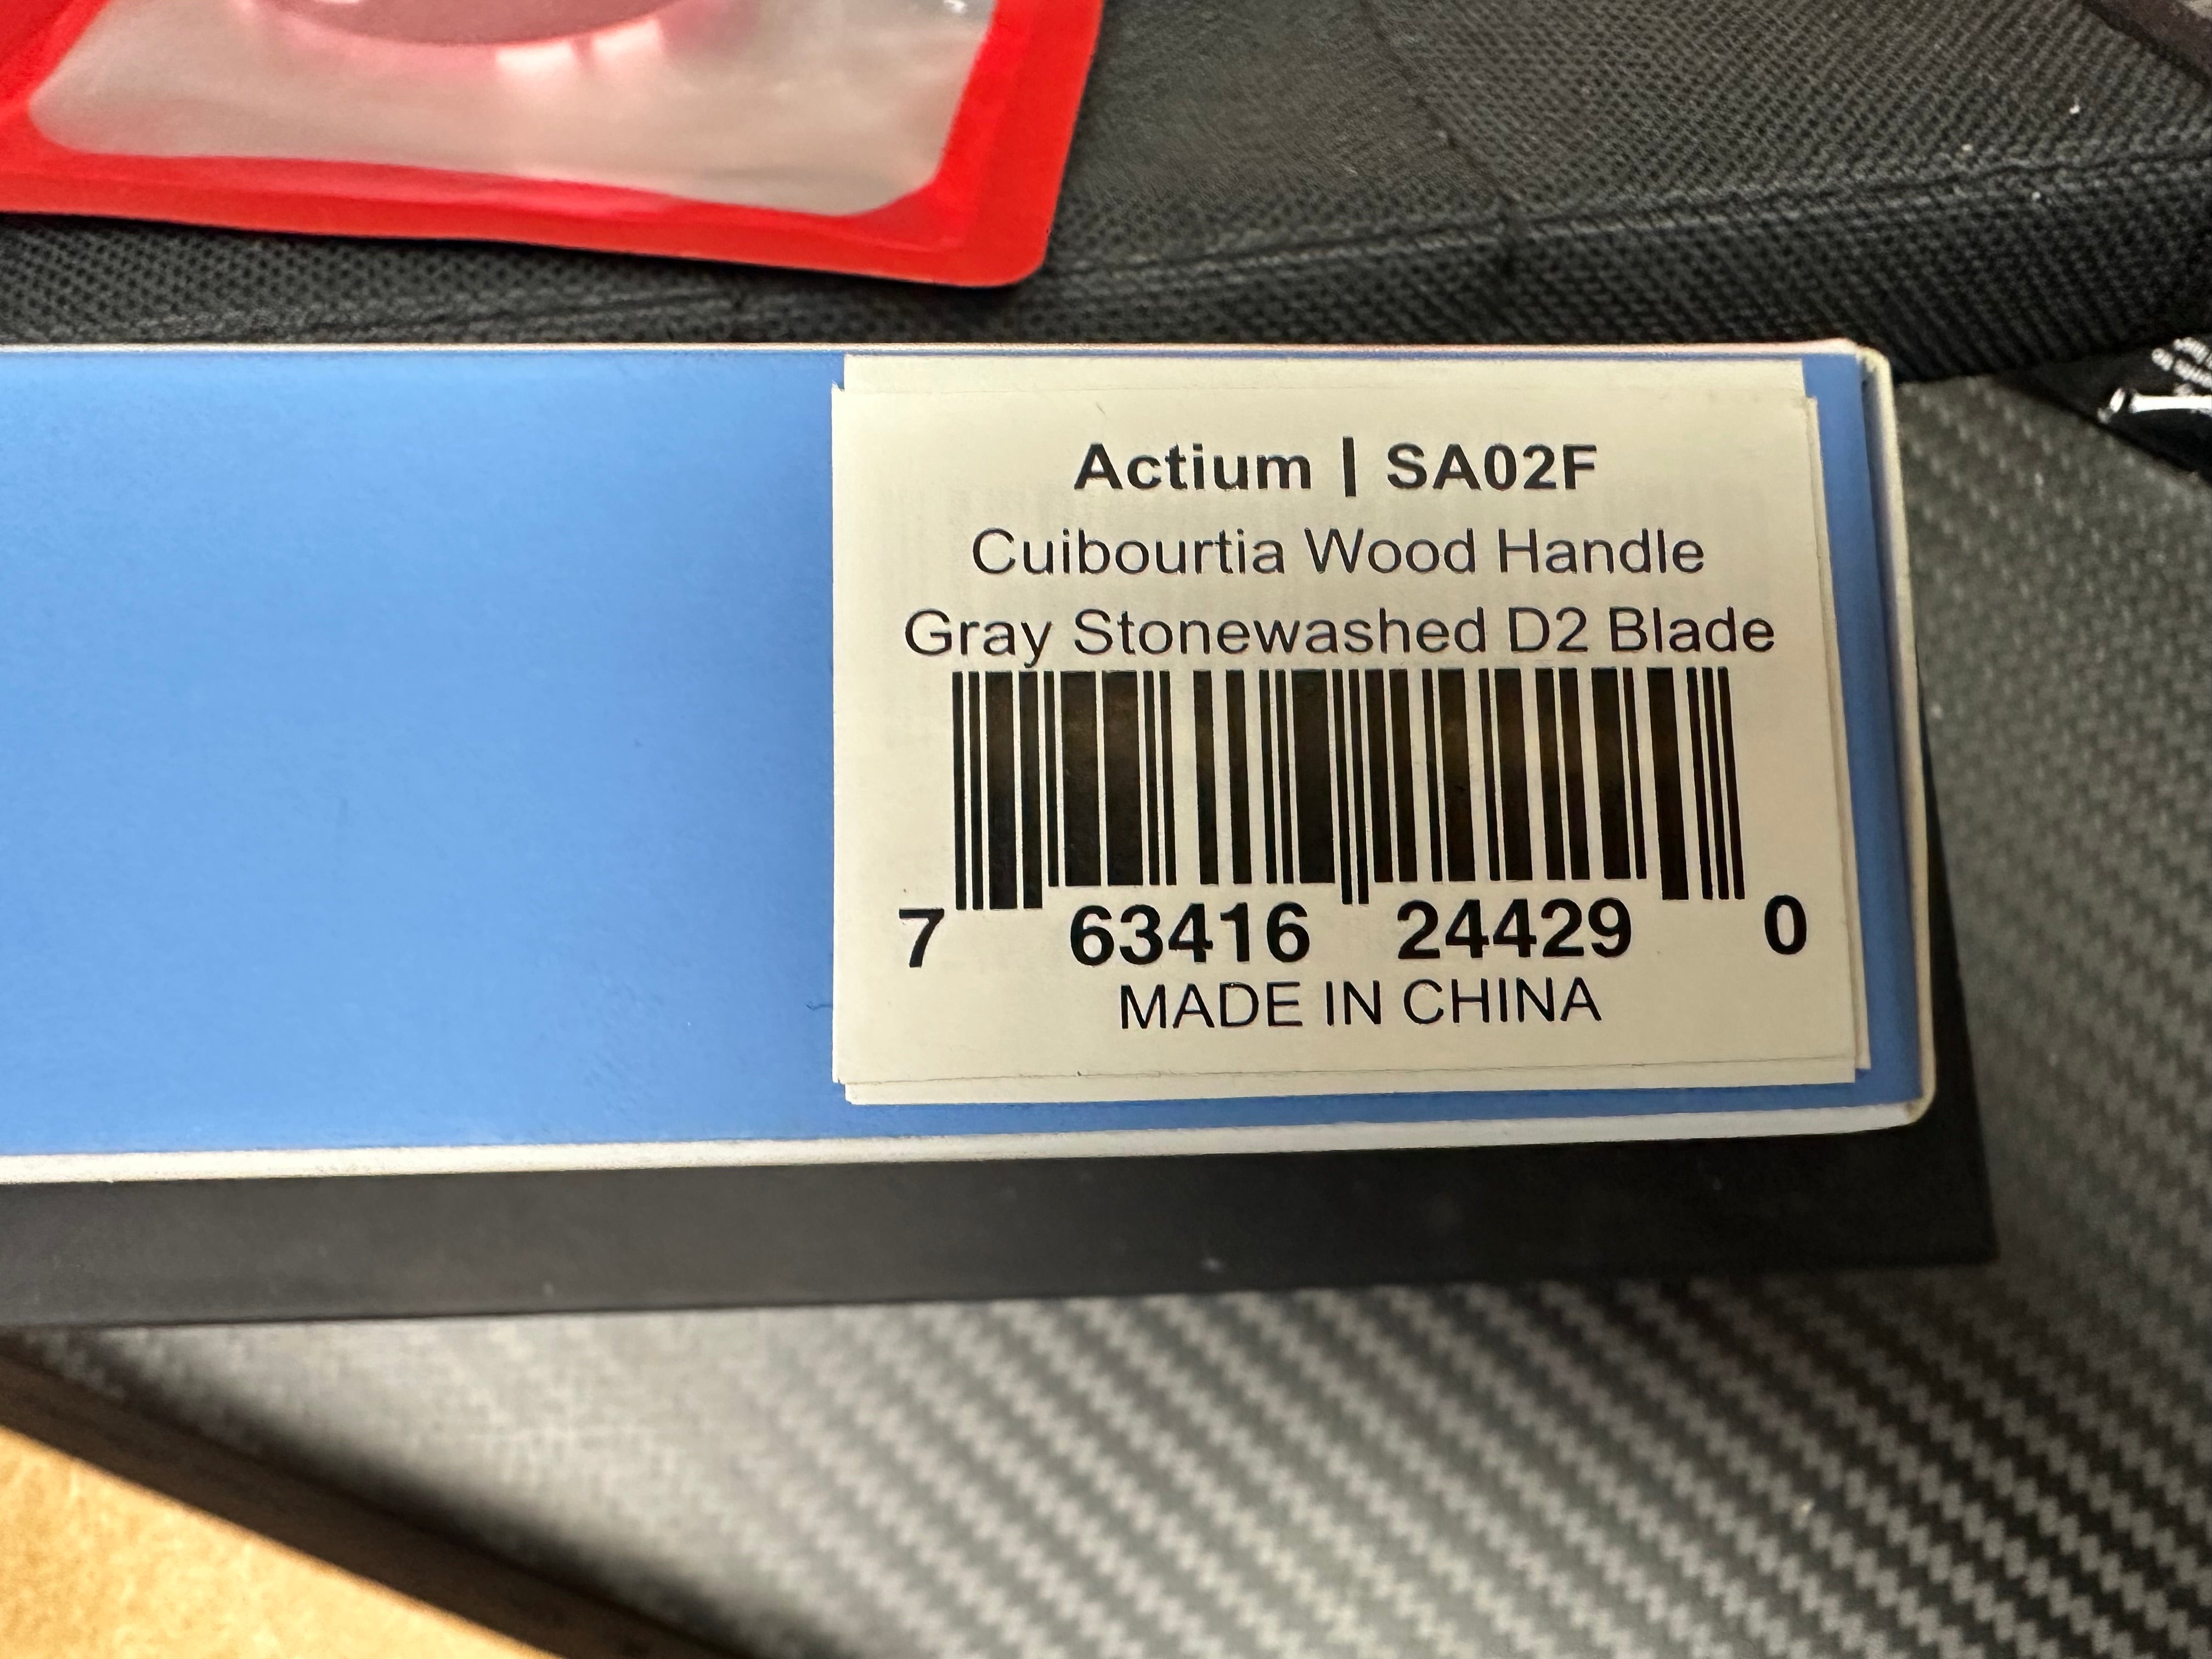 Actium | SA02F
Cuibourtia Wood Handle
Gray Stonewashed D2 Blade
7 63416 24429 0
MADE IN CHINA